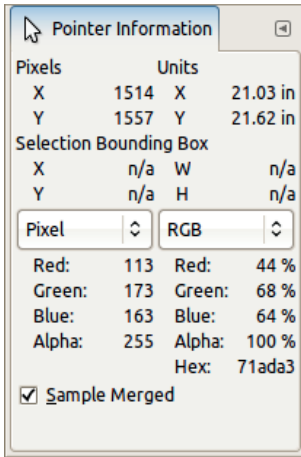 Pointer Information
Pixels Units
X 1514 X 21.03 in
Y 1557 Y 21.62 in
Selection Bounding Box
X n/a W n/a
Y n/a H n/a
Pixel RGB
Red: 113 Red: 44 %
Green: 173 Green: 68 %
Blue: 163 Blue: 64 %
Alpha: 255 Alpha: 100 %
Hex: 71ada3
Sample Merged